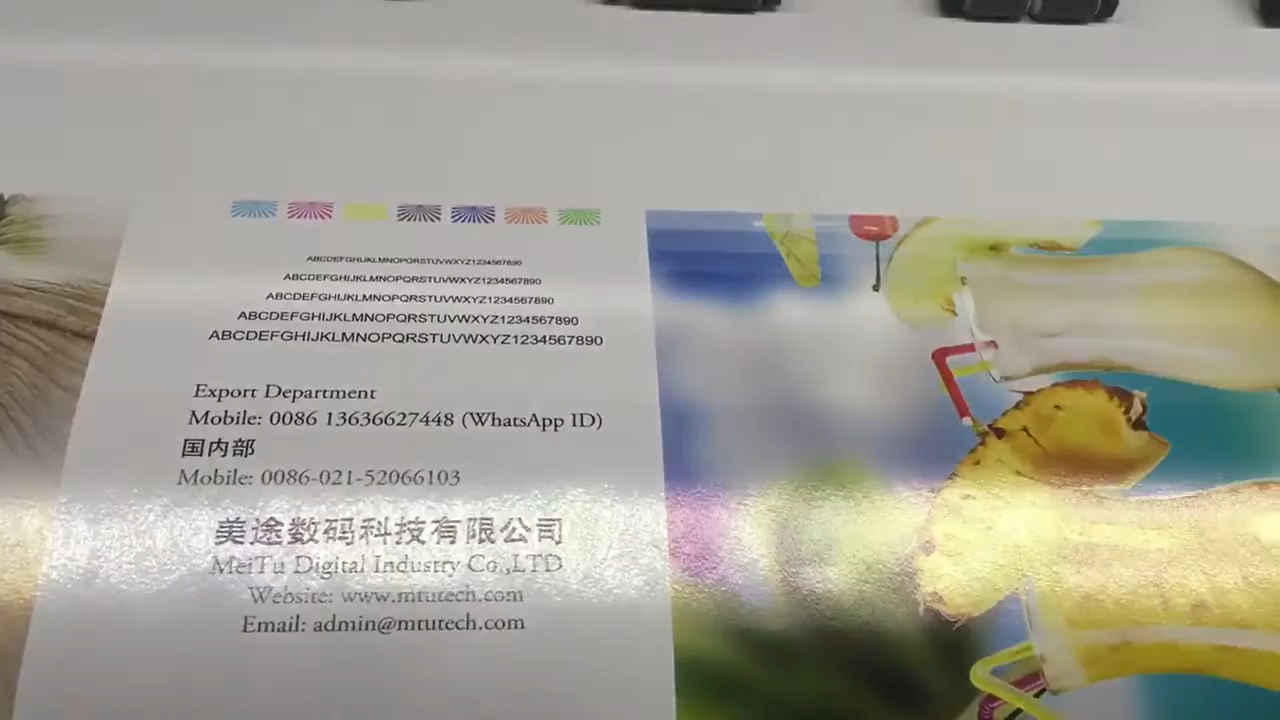 ABCDEFGHIJKLMNOPQRSTUVWXYZ1234567890
ABCDEFGHIJKLMNOPQRSTUVWXYZ1234567890
ABCDEFGHIJKLMNOPQRSTUVWXYZ1234567890
ABCDEFGHIJKLMNOPQRSTUVWXYZ1234567890
ABCDEFGHIJKLMNOPQRSTUVWXYZ1234567890
Export Department
Mobile: 0086 13636627448 (WhatsApp ID)
国内部
Mobile: 0086-021-52066103
美途数码科技有限公司
MeiTu Digital Industry Co.,LTD
Website: www.mtutech.com
Email: admin@mtutech.com